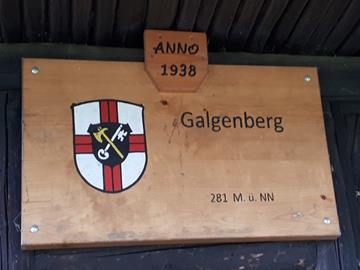 ANNO
1938
Galgenberg
281 M. ü. NN